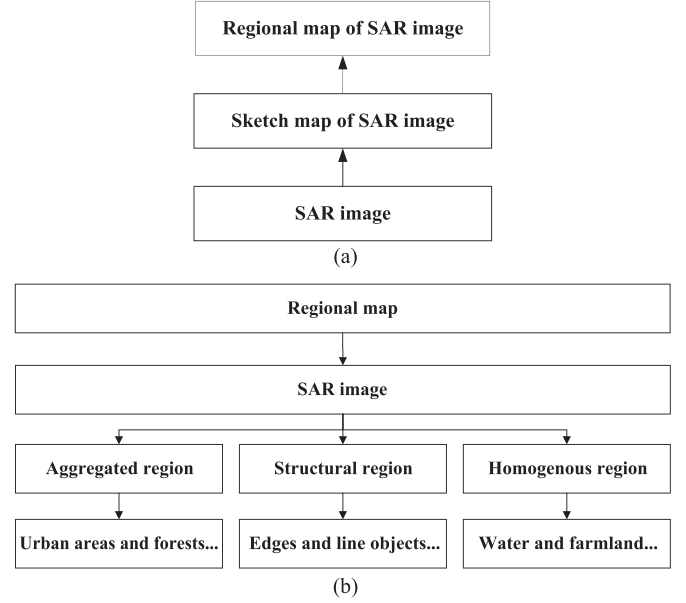 Regional map of SAR image
Sketch map of SAR image
SAR image
(a)
Regional map
SAR image
Aggregated region
Structural region
Homogenous region
Urban areas and forests...
Edges and line objects...
Water and farmland...
(b)